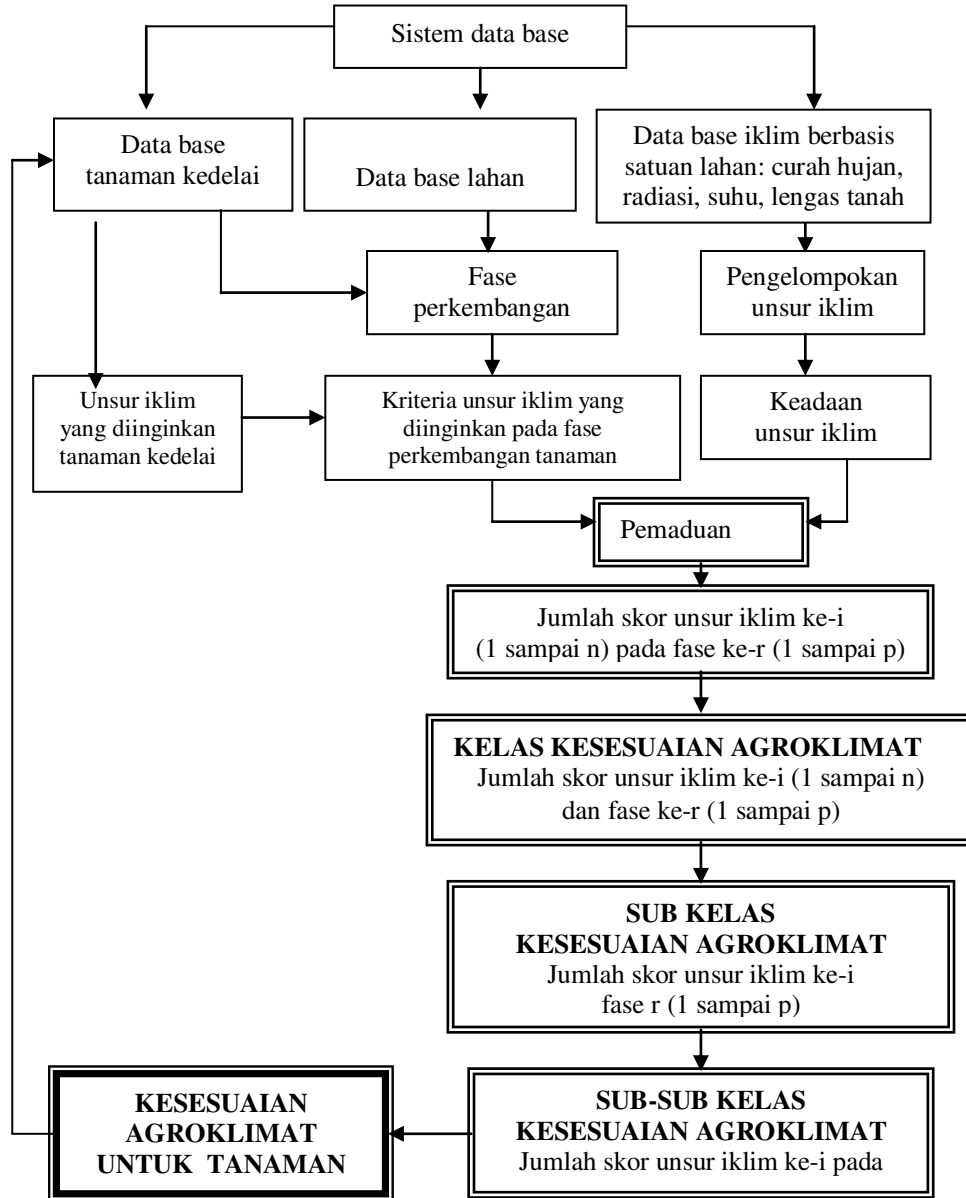 Sistem data base
Data base
tanaman kedelai
Data base lahan
Data base iklim berbasis
satuan lahan: curah hujan,
radiasi, suhu, lengas tanah
Fase
perkembangan
Pengelompokan
unsur iklim
Unsur iklim
yang diinginkan
tanaman kedelai
Kriteria unsur iklim yang
diinginkan pada fase
perkembangan tanaman
Keadaan
unsur iklim
Pemaduan
Jumlah skor unsur iklim ke-i
(1 sampai n) pada fase ke-r (1 sampai p)
KELAS KESESUAIAN AGROKLIMAT
Jumlah skor unsur iklim ke-i (1 sampai n)
dan fase ke-r (1 sampai p)
SUB KELAS
KESESUAIAN AGROKLIMAT
Jumlah skor unsur iklim ke-i
fase r (1 sampai p)
SUB-SUB KELAS
KESESUAIAN AGROKLIMAT
Jumlah skor unsur iklim ke-i pada
KESESUAIAN
AGROKLIMAT
UNTUK TANAMAN